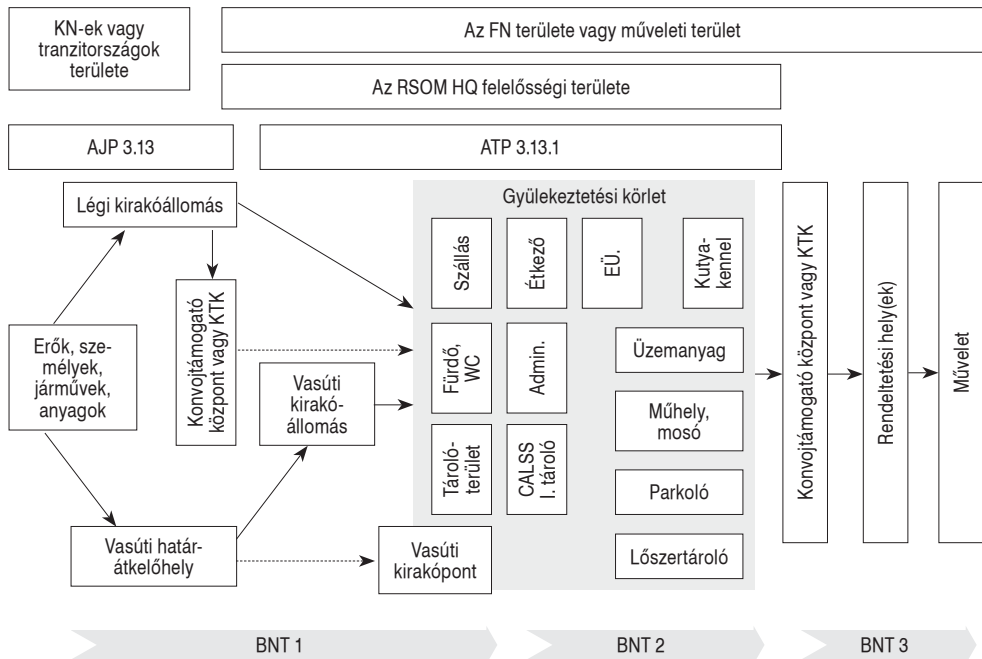 KN-ek vagy
tranzitországok
területe
Az FN területe vagy műveleti terület
Az RSOM HQ felelősségi területe
AJP 3.13
ATP 3.13.1
Légi kirakóállomás
Gyülekeztetési körlet
Szállás
Étkező
EÜ.
Kutya-
kennel
Erők, sze-
mélyek,
járművek,
anyagok
Konvojtámogató
központ vagy KTK
Vasúti
kirakó-
állomás
Fürdő,
WC
Admin.
Üzemanyag
Műhely,
mosó
Tároló-
terület
CALSS
I. tároló
Parkoló
Lőszertároló
Vasúti határ-
átkelőhely
Vasúti
kirakópont
Konvojtámogató központ vagy KTK
Rendeltetési hely(ek)
Művelet
BNT 1
BNT 2
BNT 3